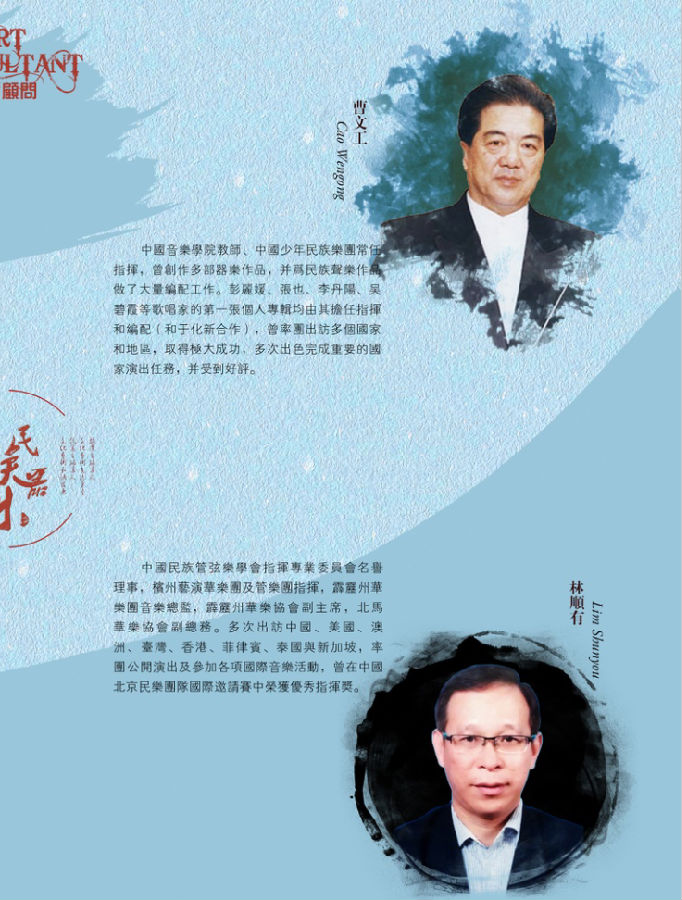 RT
ULTANT
顧問
曹文工
Cao Wengong
中國音樂學院教師、中國少年民族樂團常任
指揮，曾創作多部器樂作品，并爲民族聲樂作品
做了大量編配工作。彭麗媛、張也、李丹陽、吴
碧霞等歌唱家的第一張個人專輯均由其擔任指揮
和編配（和于化新合作），曾率團出訪多個國家
和地區，取得極大成功，多次出色完成重要的國
家演出任務，并受到好評。
民
中國民族管弦樂學會指揮專業委員會名譽
理事，檳州藝演華樂團及管樂團指揮，霹靂州華
樂團音樂總監，霹靂州華樂協會副主席，北馬
華樂協會副總務。多次出訪中國、美國、澳
洲、臺灣、香港、菲律賓、泰國與新加坡，率
團公開演出及參加各項國際音樂活動，曾在中國
北京民樂團隊國際邀請賽中榮獲優秀指揮獎。
林順有
Lim Shunyou